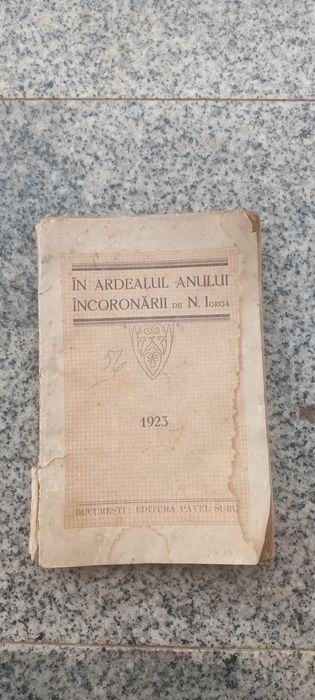 ÎN ARDEALUL ANULUI
ÎNCORONĂRII DE N. IORGA
56
1923
BUCUREȘTI : EDITURA PAVEL SURU